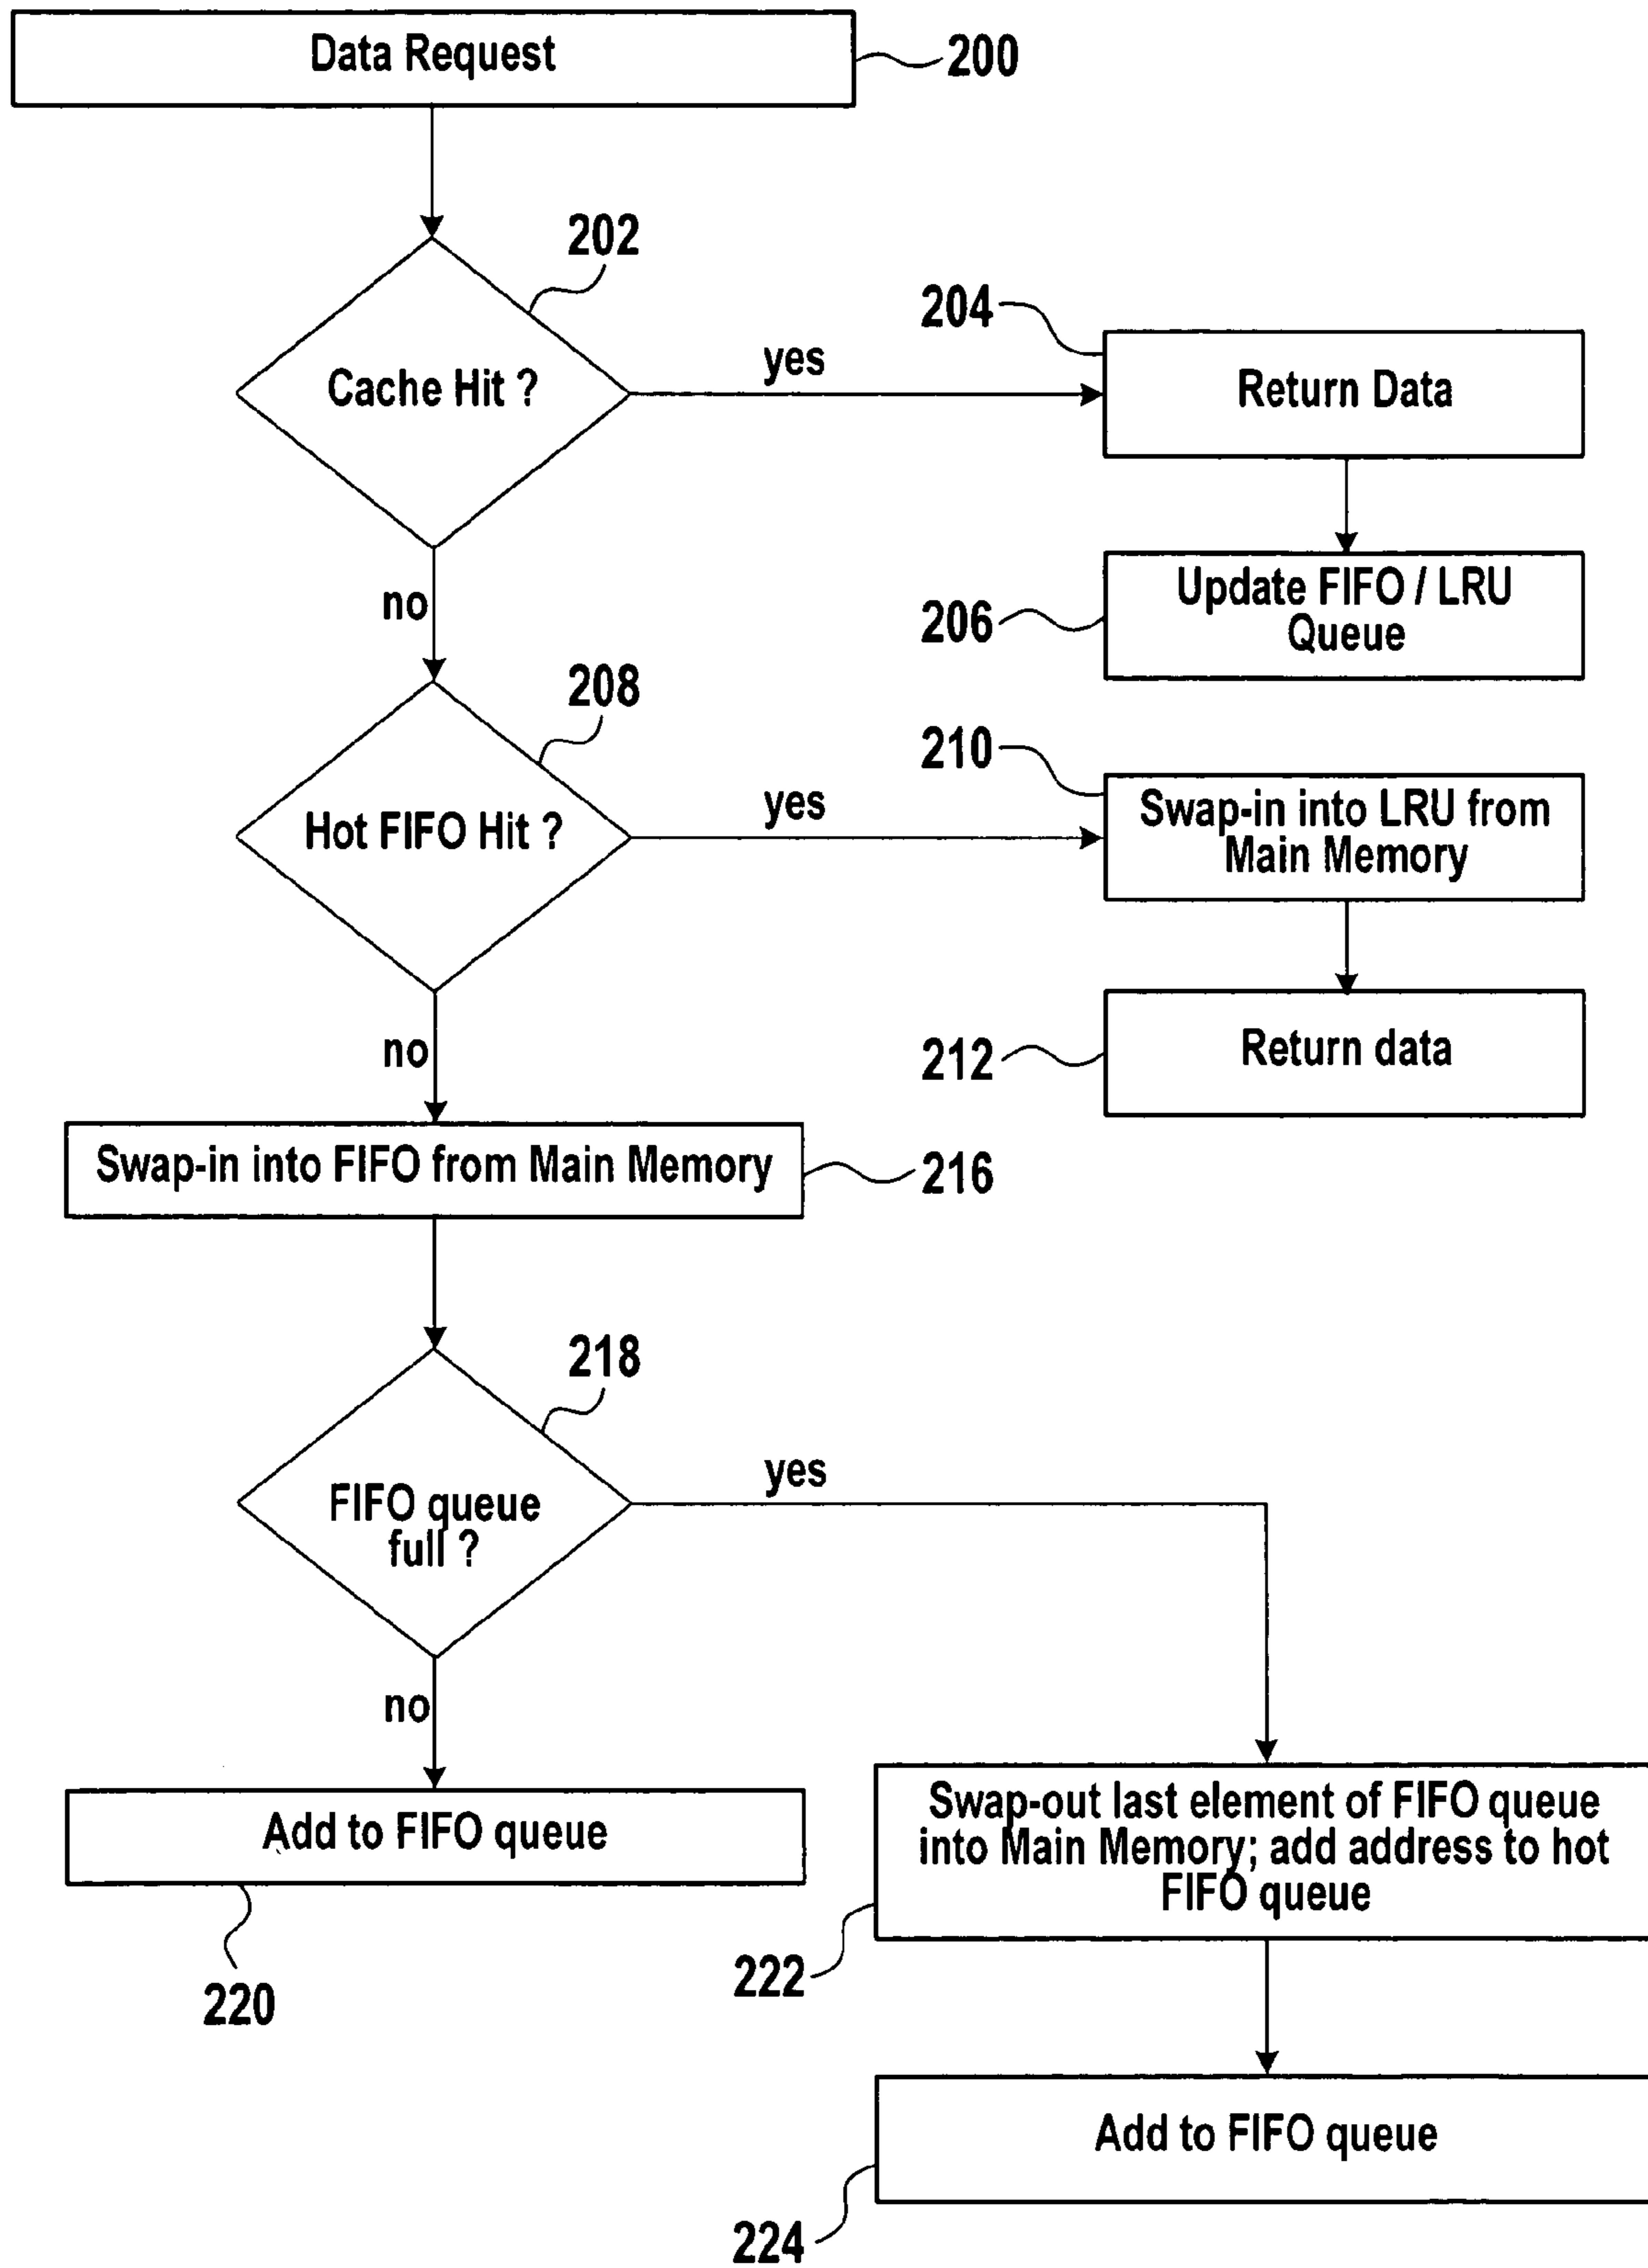 Data Request
200
202
Cache Hit ?
yes
204
Return Data
no
206
Update FIFO / LRU
Queue
208
Hot FIFO Hit ?
yes
210
Swap-in into LRU from
Main Memory
no
212
Return data
Swap-in into FIFO from Main Memory
216
218
FIFO queue
full ?
yes
no
Add to FIFO queue
220
Swap-out last element of FIFO queue
into Main Memory; add address to hot
FIFO queue
222
Add to FIFO queue
224